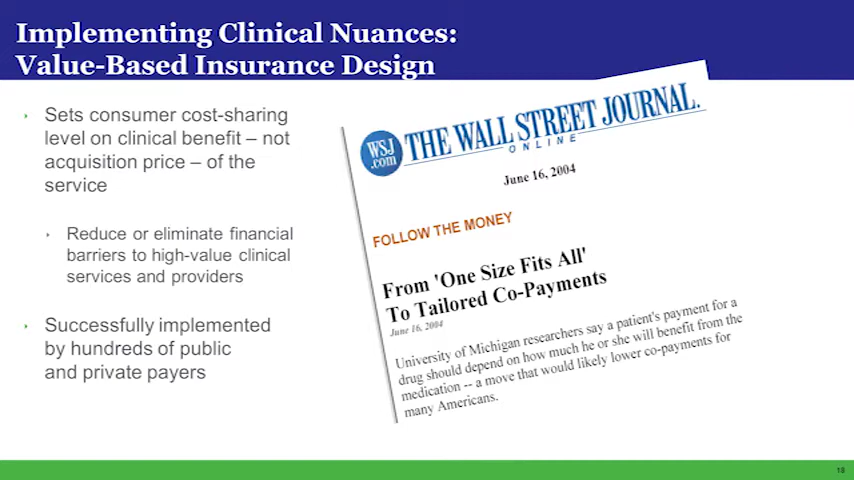 Implementing Clinical Nuances:
Value-Based Insurance Design
Sets consumer cost-sharing
level on clinical benefit – not
acquisition price – of the
service
Reduce or eliminate financial
barriers to high-value clinical
services and providers
Successfully implemented
by hundreds of public
and private payers
WSJ
.com
THE WALL STREET JOURNAL.
ONLINE
June 16, 2004
FOLLOW THE MONEY
From 'One Size Fits All'
To Tailored Co-Payments
June 16, 2004
University of Michigan researchers say a patient's payment for a
drug should depend on how much he or she will benefit from the
medication -- a move that would likely lower co-payments for
many Americans.
18